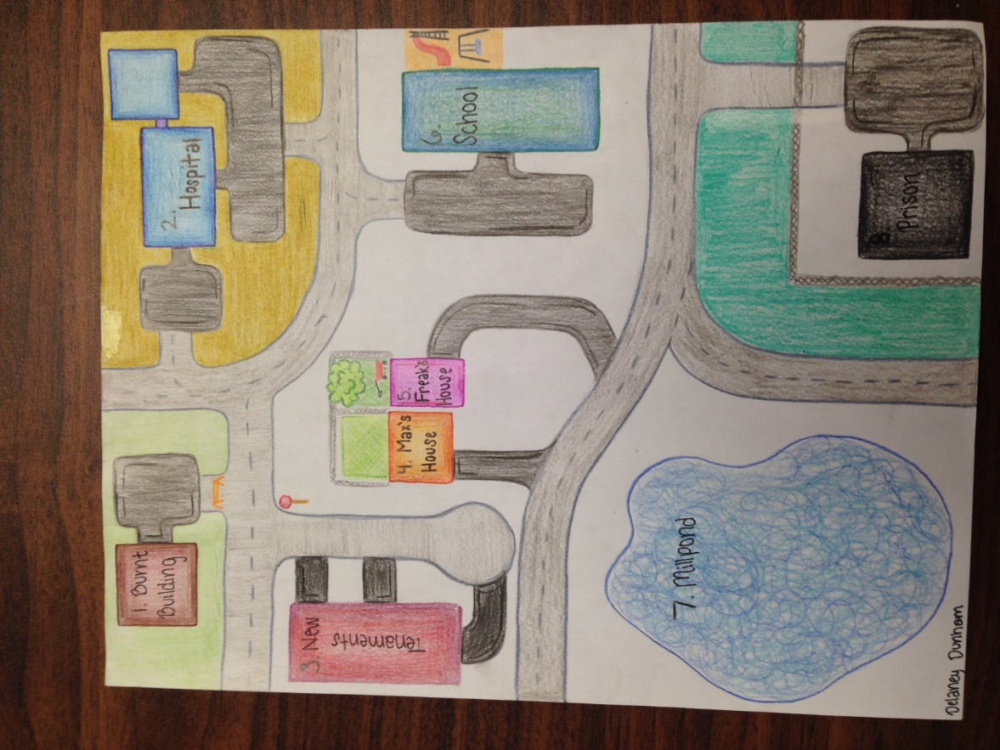 1. Burnt
Building
2.
Hospital
3. New
Tenaments
4. Max's
House
5.
Freak's
House
6.
School
7. Millpond
8.
Prison
Delaney Dunham